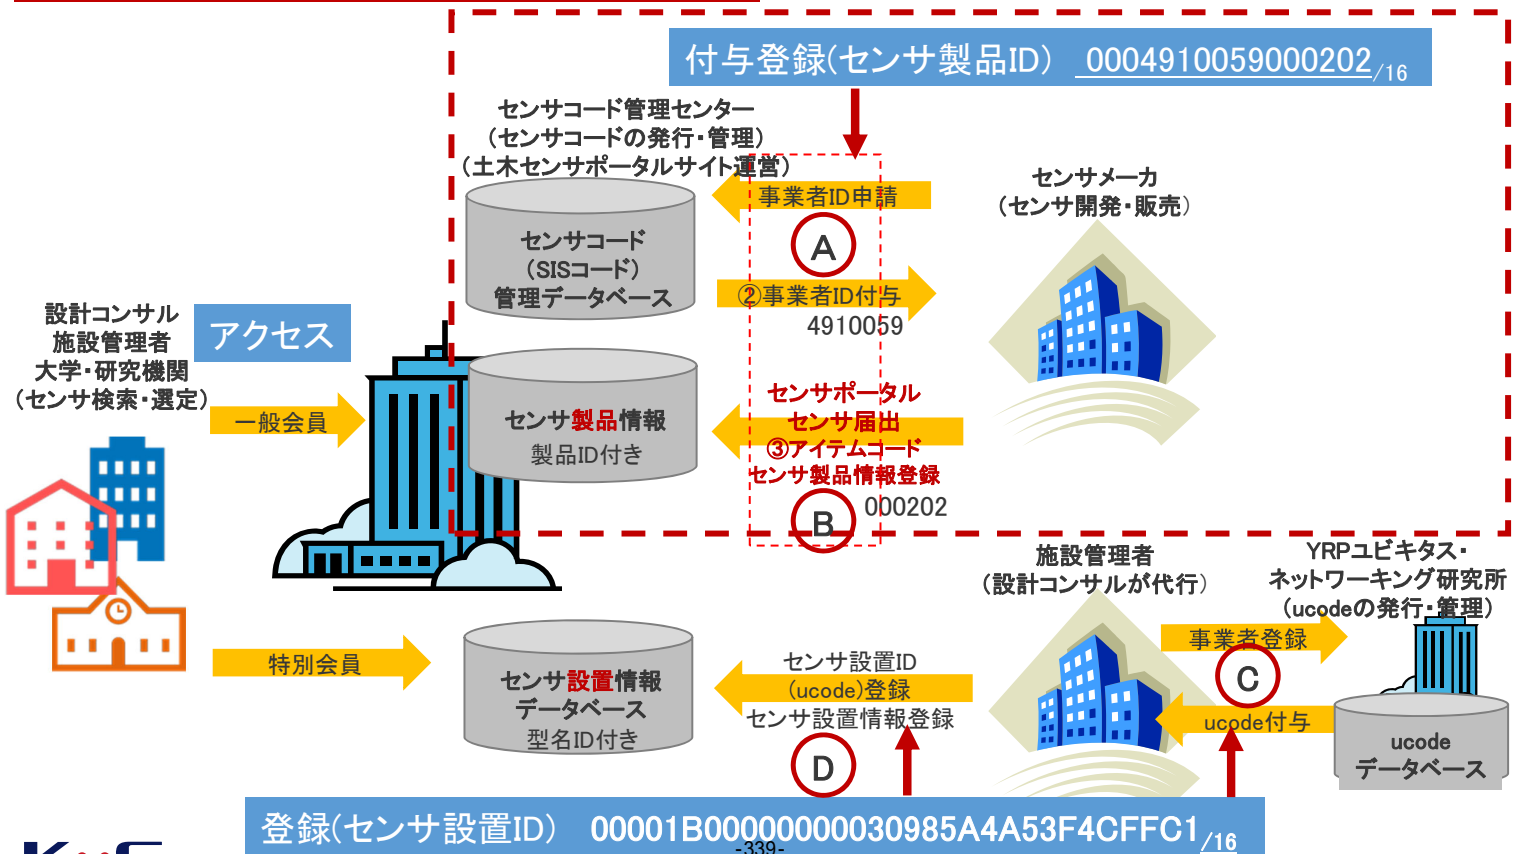 付与登録(センサ製品ID) 0004910059000202/16
センサコード管理センター
(センサコードの発行・管理)
(土木センサポータルサイト運営)
事業者ID申請
センサメーカ
(センサ開発・販売)
A
センサコード
(SISコード)
管理データベース
②事業者ID付与
4910059
設計コンサル
施設管理者
大学・研究機関
(センサ検索・選定)
アクセス
一般会員
センサ製品情報
製品ID付き
センサポータル
センサ届出
③アイテムコード
センサ製品情報登録
000202
B
施設管理者
(設計コンサルが代行)
YRPユビキタス・
ネットワーキング研究所
(ucodeの発行・管理)
事業者登録
C
ucode付与
ucode
データベース
特別会員
センサ設置情報
データベース
型名ID付き
センサ設置ID
(ucode)登録
センサ設置情報登録
D
登録(センサ設置ID) 00001B00000000030985A4A53F4CFFC1/16
-339-